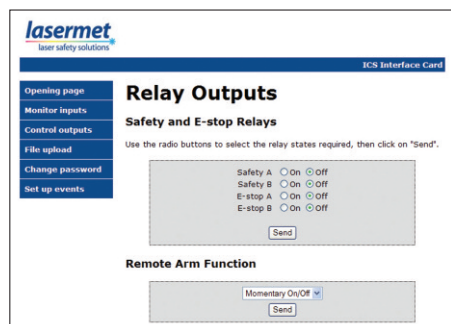 lasermet
laser safety solutions
ICS Interface Card
Opening page
Monitor inputs
Control outputs
File upload
Change password
Set up events
Relay Outputs
Safety and E-stop Relays
Use the radio buttons to select the relay states required, then click on "Send".
Safety A On Off
Safety B On Off
E-stop A On Off
E-stop B On Off
Send
Remote Arm Function
Momentary On/Off
Send